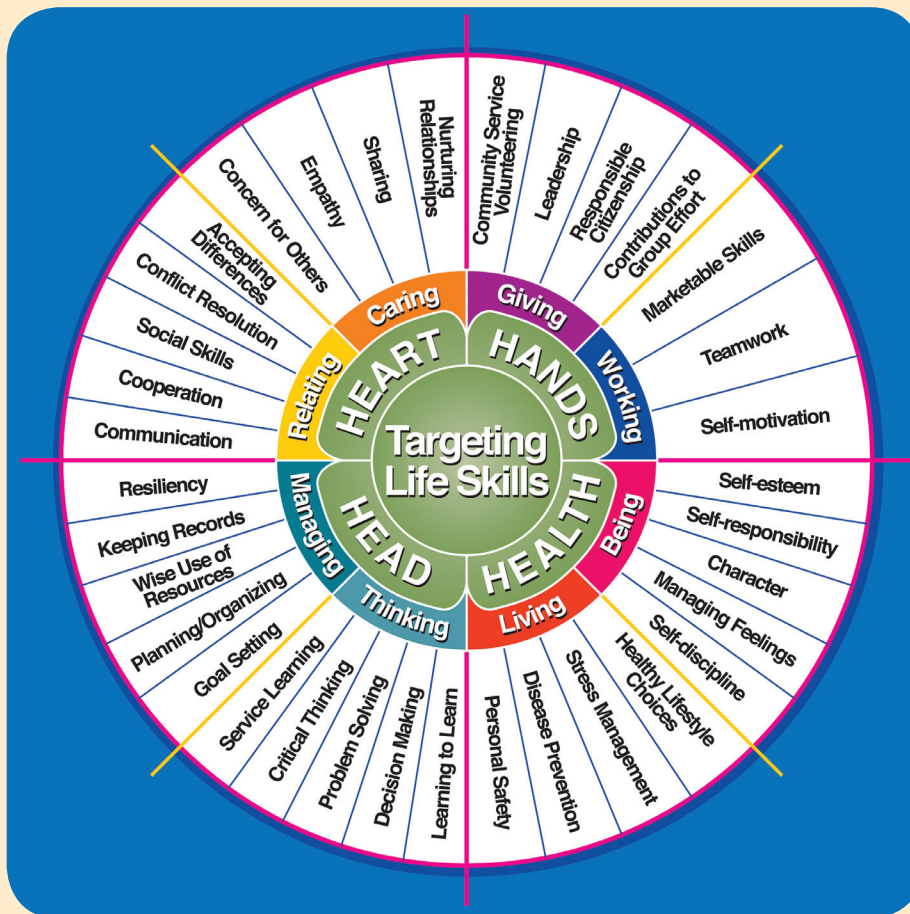 Targeting
Life Skills
HEART
HANDS
HEALTH
HEAD
Caring
Giving
Working
Being
Living
Thinking
Managing
Relating
Community Service
Volunteering
Leadership
Responsible
Citizenship
Contributions to
Group Effort
Marketable Skills
Teamwork
Self-motivation
Self-esteem
Self-responsibility
Character
Managing Feelings
Self-discipline
Healthy Lifestyle
Choices
Stress Management
Disease Prevention
Personal Safety
Learning to Learn
Decision Making
Problem Solving
Critical Thinking
Service Learning
Goal Setting
Planning/Organizing
Wise Use of
Resources
Keeping Records
Resiliency
Communication
Cooperation
Social Skills
Conflict Resolution
Accepting
Differences
Concern for Others
Empathy
Sharing
Nurturing
Relationships